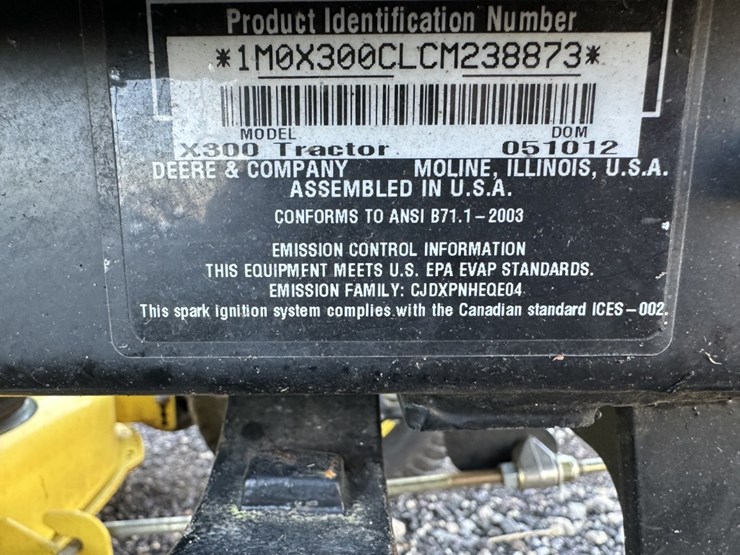 Product Identification Number
*1M0X300CLCM238873*
MODEL DOM
X300 Tractor 051012
DEERE & COMPANY MOLINE, ILLINOIS, U.S.A.
ASSEMBLED IN U.S.A.
CONFORMS TO ANSI B71.1–2003
EMISSION CONTROL INFORMATION
THIS EQUIPMENT MEETS U.S. EPA EVAP STANDARDS.
EMISSION FAMILY: CJDXPNHEQE04
This spark ignition system complies with the Canadian standard ICES–002.